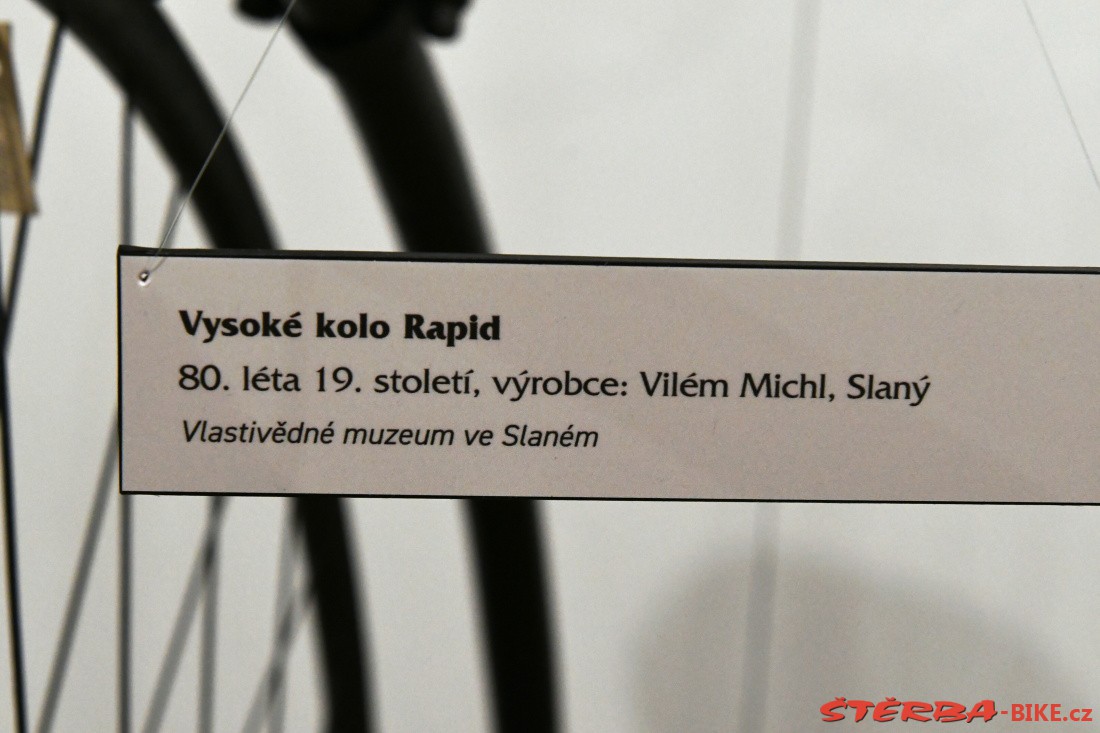 Vysoké kolo Rapid
80. léta 19. století, výrobce: Vilém Michl, Slaný
Vlastivědné muzeum ve Slaném
ŠTĚRBA-BIKE.cz